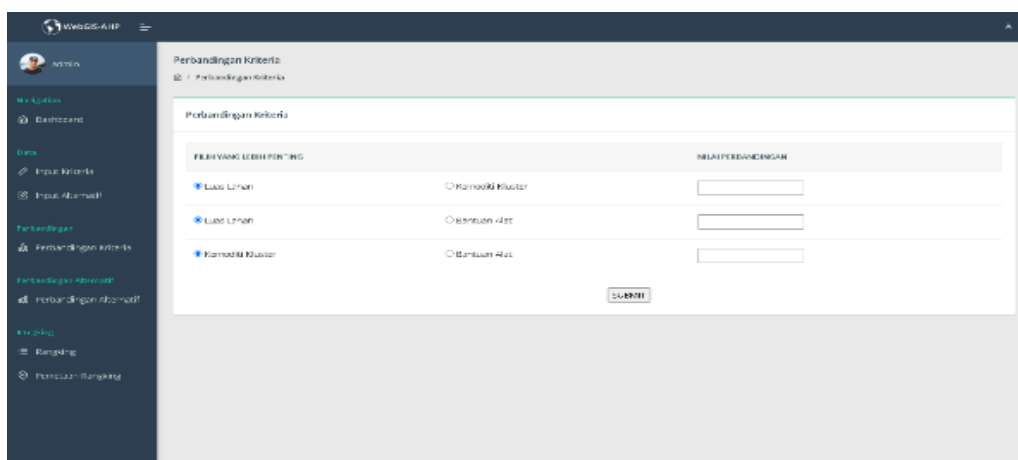 WebGIS-AHP
admin
Navigation
Dashboard
Data
Input Kriteria
Input Alternatif
Perbandingan
Perbandingan Kriteria
Perbandingan Alternatif
Perbandingan Alternatif
Rangking
Rangking
Pemetaan Rangking
Perbandingan Kriteria
/ Perbandingan Kriteria
Perbandingan Kriteria
PILIH YANG LEBIH PENTING NILAI PERBANDINGAN
Luas Lahan Komoditi Kluster
Luas Lahan Bantuan Alat
Komoditi Kluster Bantuan Alat
SUBMIT